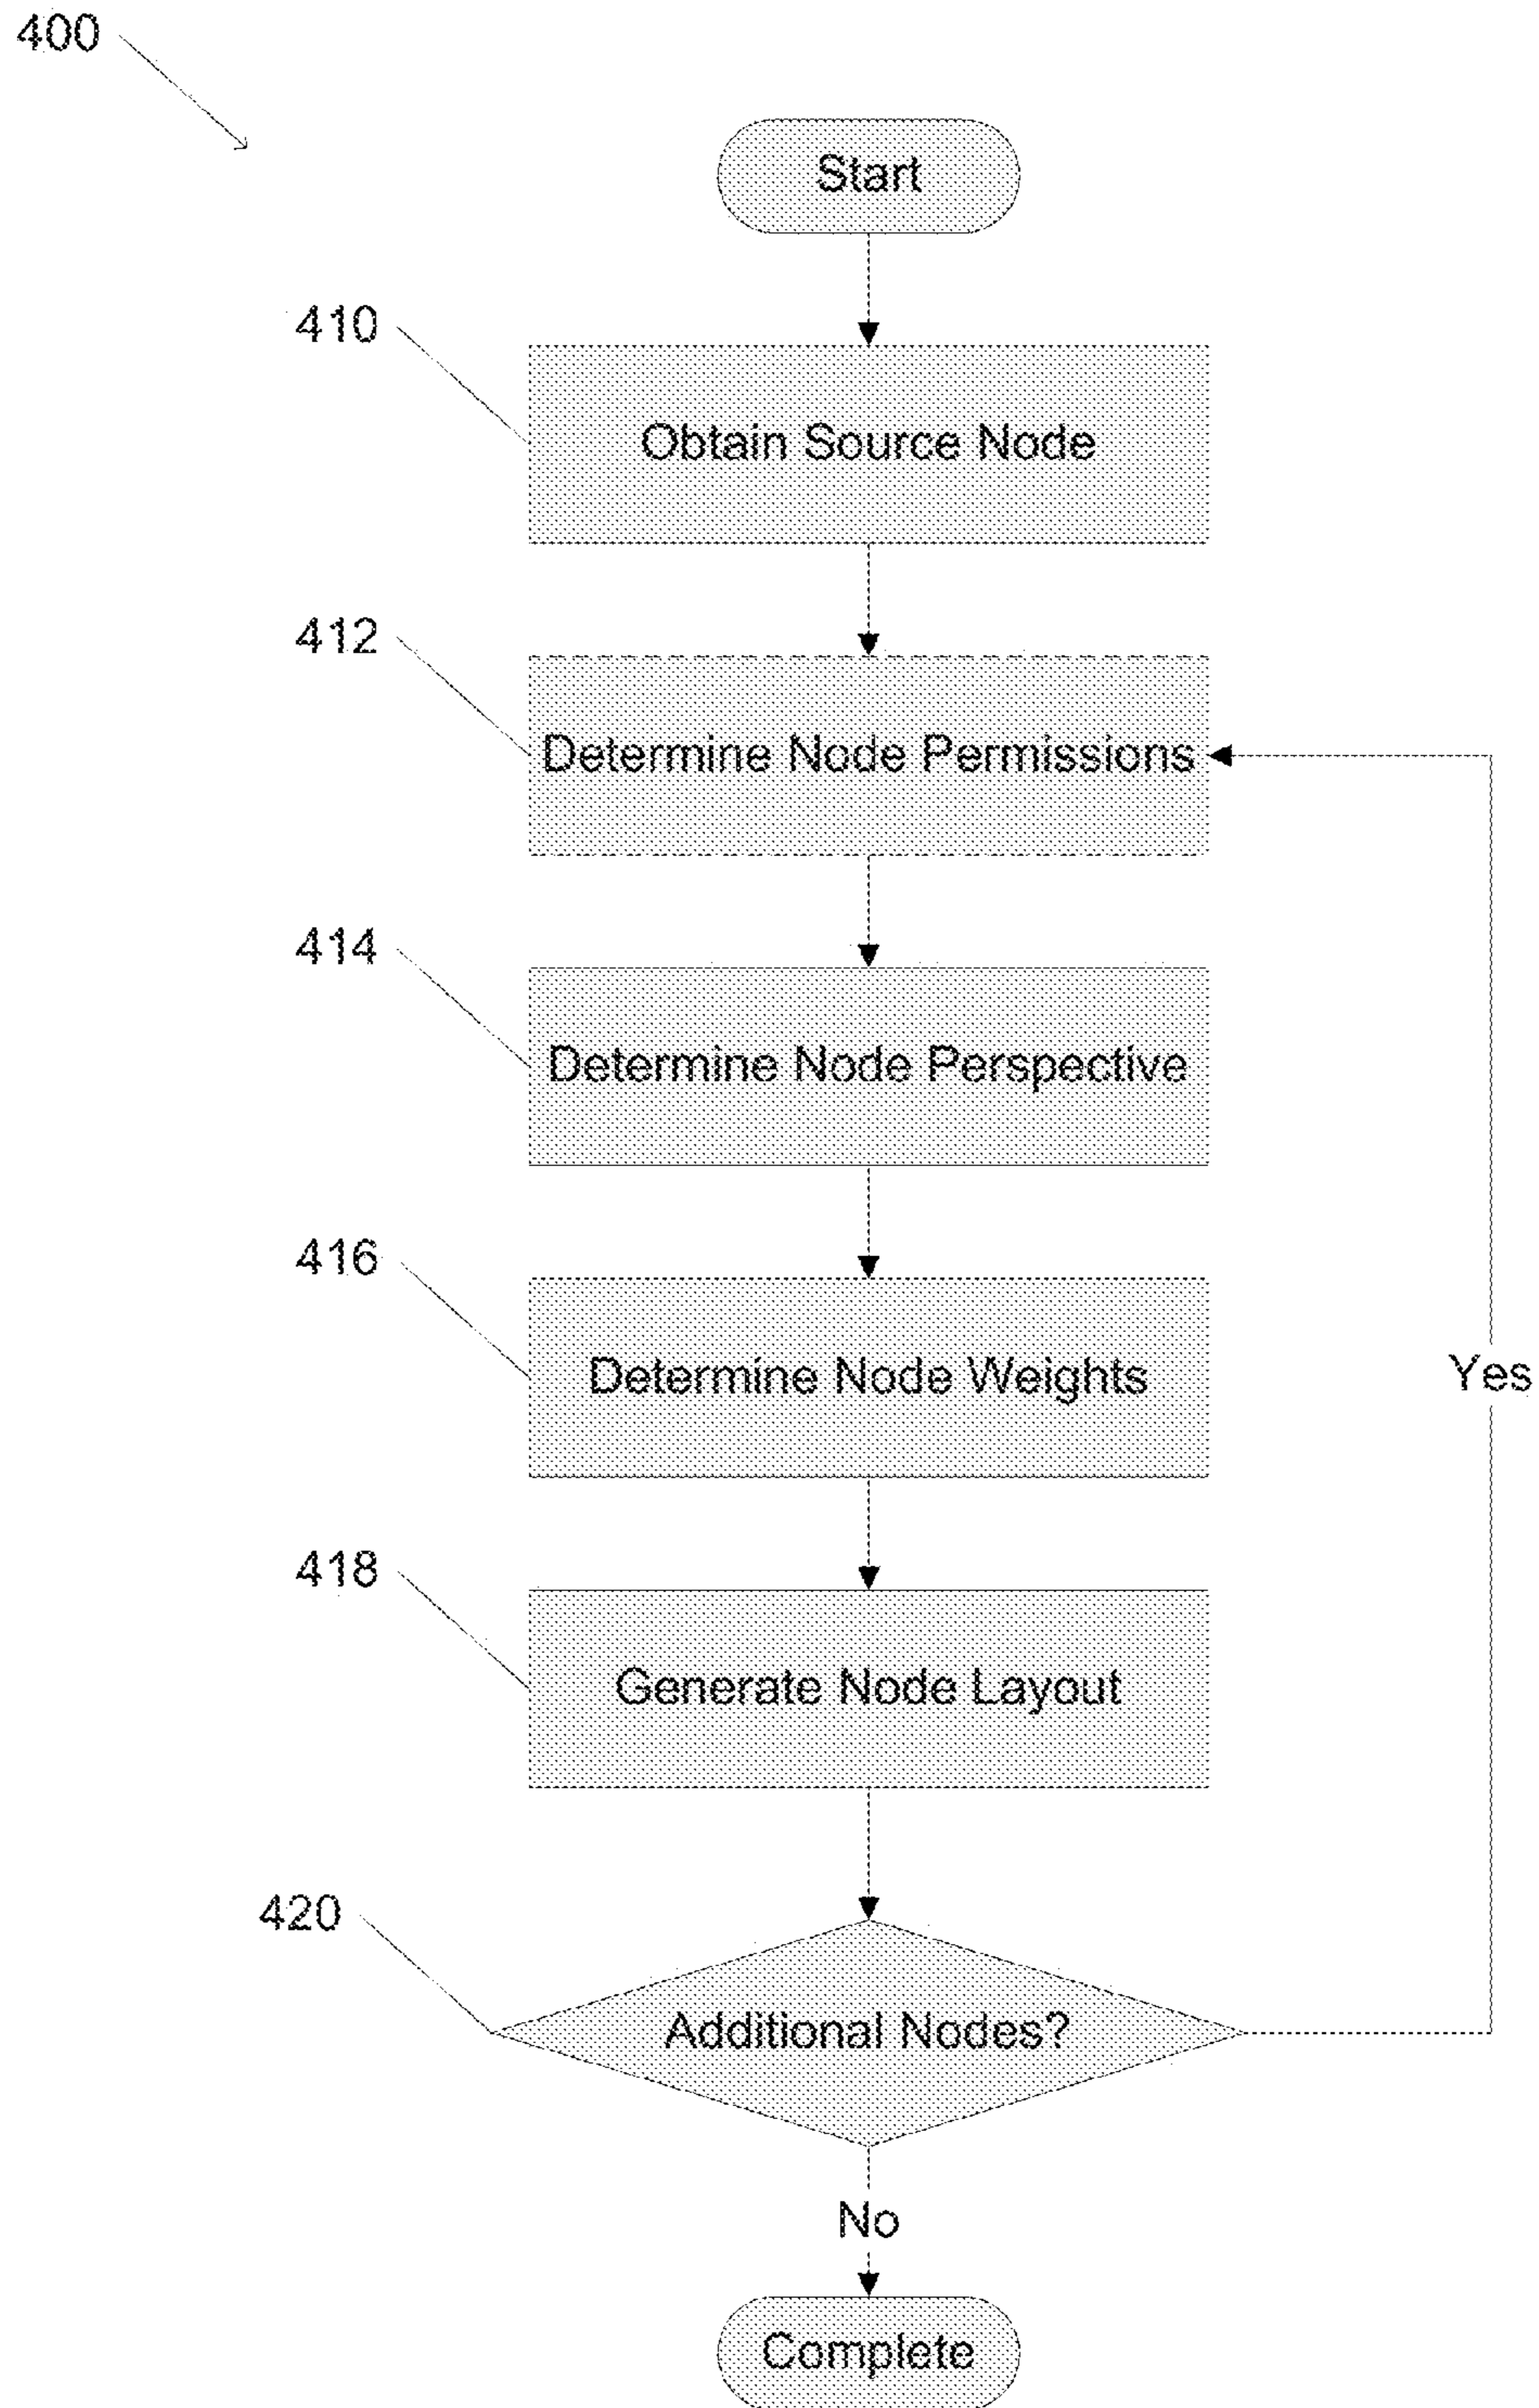 400
Start
410
Obtain Source Node
412
Determine Node Permissions
414
Determine Node Perspective
416
Determine Node Weights
Yes
418
Generate Node Layout
420
Additional Nodes?
No
Complete